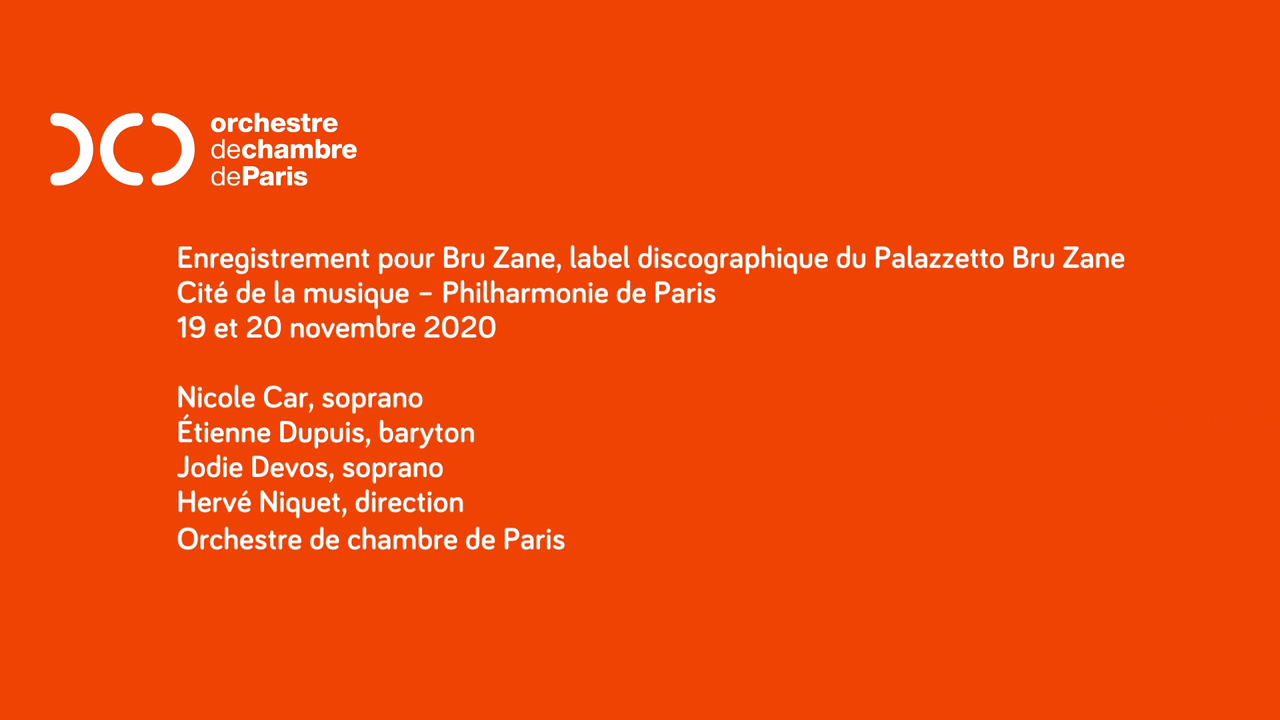 orchestre
dechambre
deParis
Enregistrement pour Bru Zane, label discographique du Palazzetto Bru Zane
Cité de la musique – Philharmonie de Paris
19 et 20 novembre 2020
Nicole Car, soprano
Étienne Dupuis, baryton
Jodie Devos, soprano
Hervé Niquet, direction
Orchestre de chambre de Paris